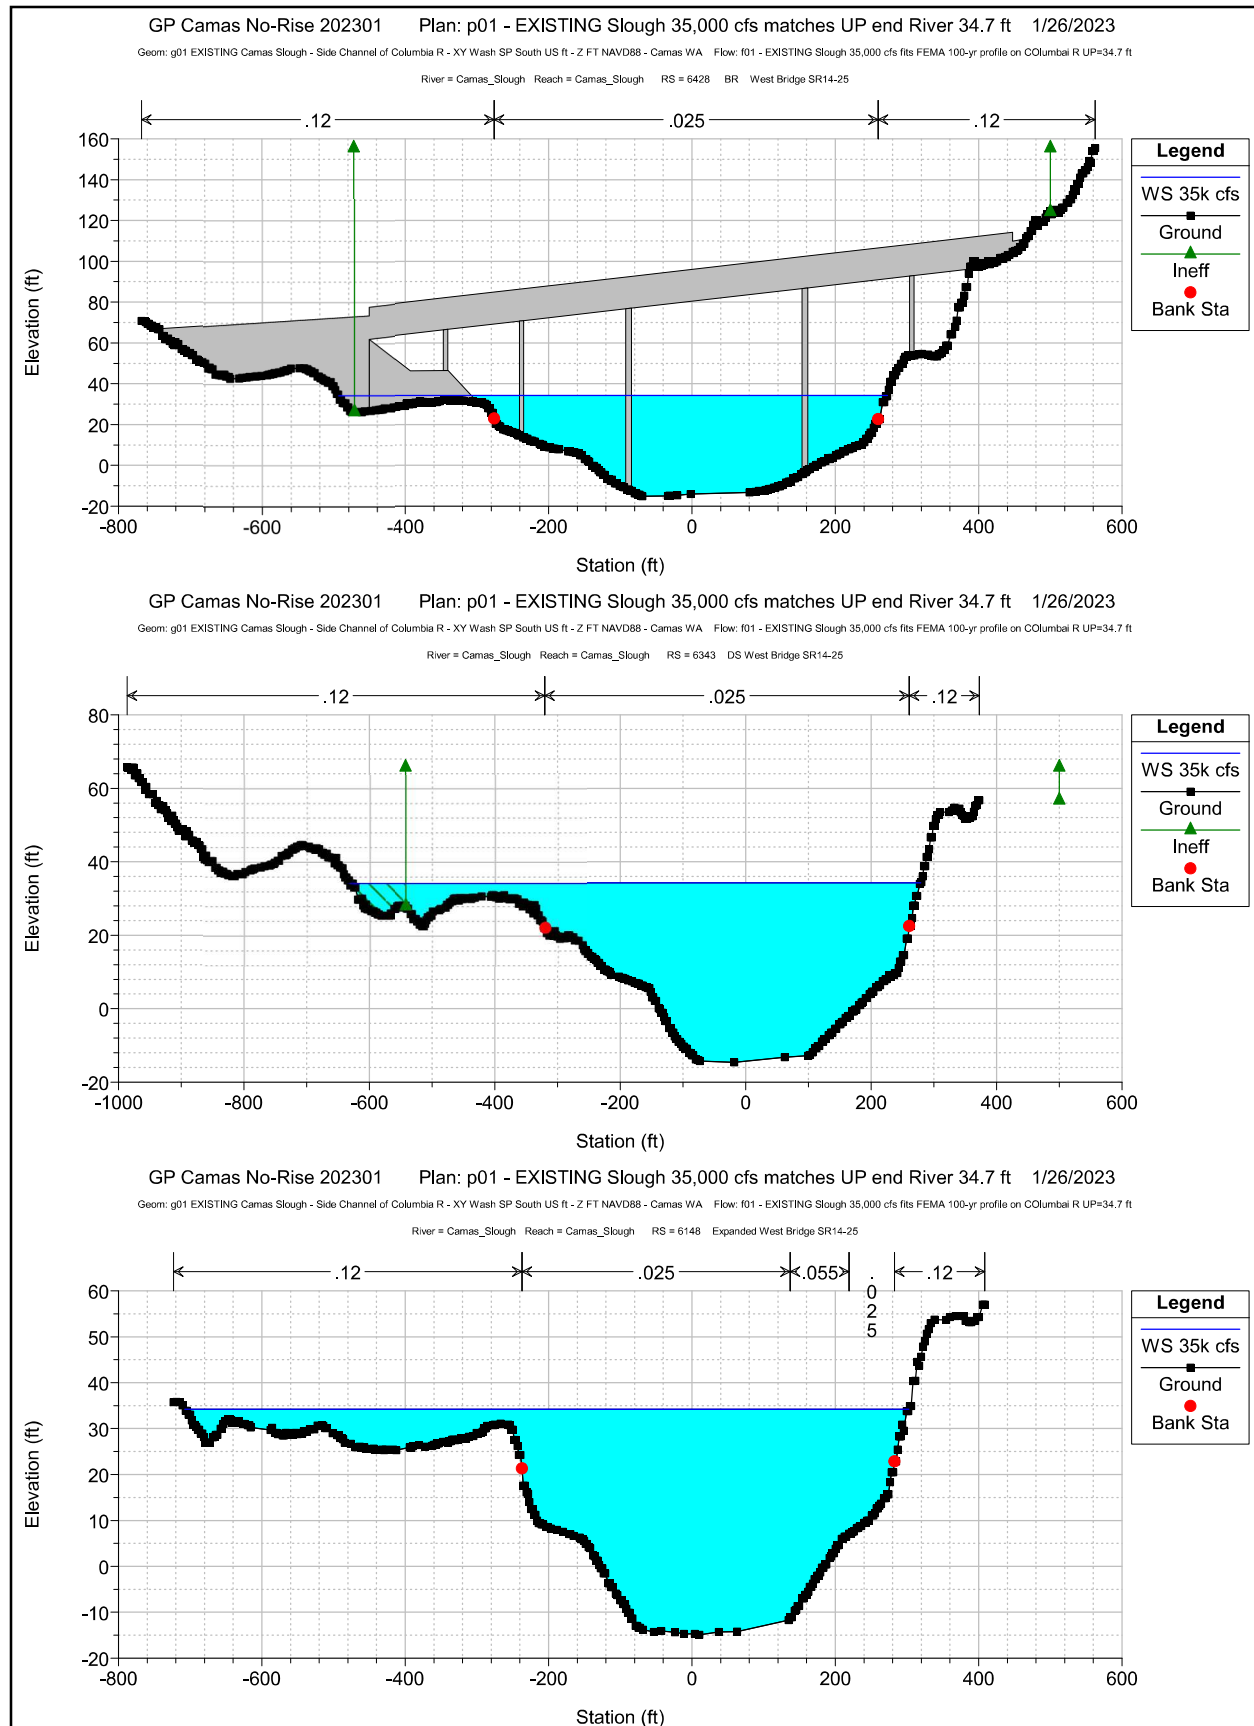 GP Camas No-Rise 202301 Plan: p01 - EXISTING Slough 35,000 cfs matches UP end River 34.7 ft 1/26/2023
Geom: g01 EXISTING Camas Slough - Side Channel of Columbia R - XY Wash SP South US ft - Z FT NAVD88 - Camas WA Flow: f01 - EXISTING Slough 35,000 cfs fits FEMA 100-yr profile on COlumbai R UP=34.7 ft
River = Camas_Slough Reach = Camas_Slough RS = 6428 BR West Bridge SR14-25
.12 .025 .12
160
140
120
100
80
60
40
20
0
-20
Elevation (ft)
-800 -600 -400 -200 0 200 400 600
Station (ft)
Legend
WS 35k cfs
Ground
Ineff
Bank Sta
GP Camas No-Rise 202301 Plan: p01 - EXISTING Slough 35,000 cfs matches UP end River 34.7 ft 1/26/2023
Geom: g01 EXISTING Camas Slough - Side Channel of Columbia R - XY Wash SP South US ft - Z FT NAVD88 - Camas WA Flow: f01 - EXISTING Slough 35,000 cfs fits FEMA 100-yr profile on COlumbai R UP=34.7 ft
River = Camas_Slough Reach = Camas_Slough RS = 6343 DS West Bridge SR14-25
.12 .025 .12
80
60
40
20
0
-20
Elevation (ft)
-1000 -800 -600 -400 -200 0 200 400 600
Station (ft)
Legend
WS 35k cfs
Ground
Ineff
Bank Sta
GP Camas No-Rise 202301 Plan: p01 - EXISTING Slough 35,000 cfs matches UP end River 34.7 ft 1/26/2023
Geom: g01 EXISTING Camas Slough - Side Channel of Columbia R - XY Wash SP South US ft - Z FT NAVD88 - Camas WA Flow: f01 - EXISTING Slough 35,000 cfs fits FEMA 100-yr profile on COlumbai R UP=34.7 ft
River = Camas_Slough Reach = Camas_Slough RS = 6148 Expanded West Bridge SR14-25
.12 .025 .055 .025 .12
60
50
40
30
20
10
0
-10
-20
Elevation (ft)
-800 -600 -400 -200 0 200 400 600
Station (ft)
Legend
WS 35k cfs
Ground
Bank Sta